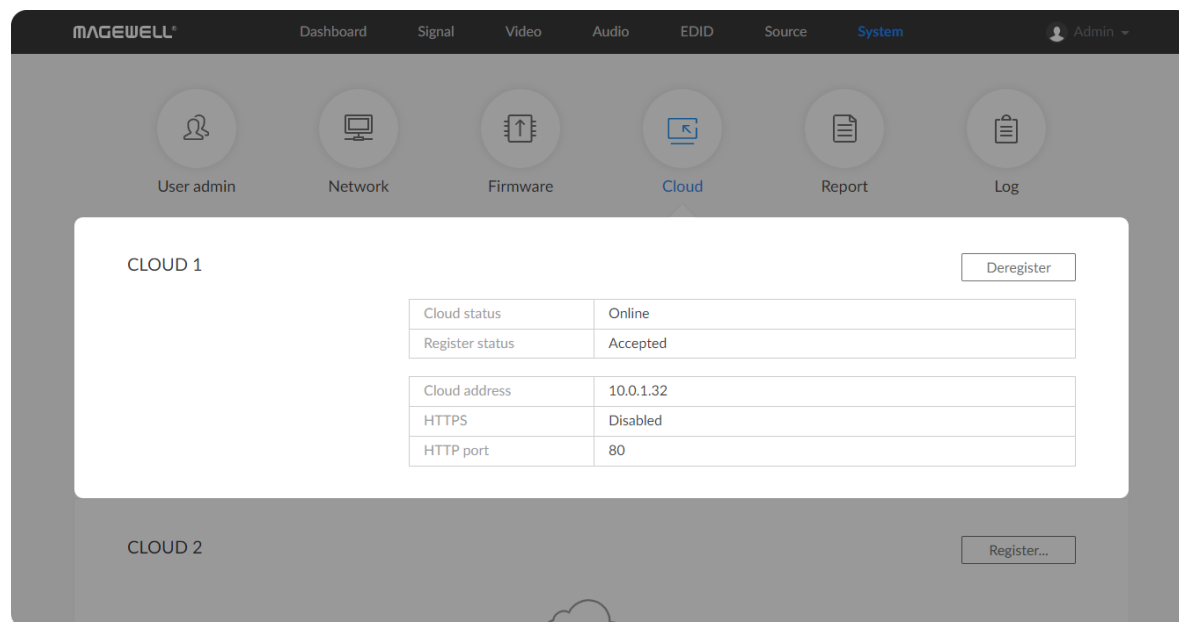 MAGEWELL® Dashboard Signal Video Audio EDID Source System Admin
User admin Network Firmware Cloud Report Log
CLOUD 1 Deregister
Cloud status Online
Register status Accepted
Cloud address 10.0.1.32
HTTPS Disabled
HTTP port 80
CLOUD 2 Register...